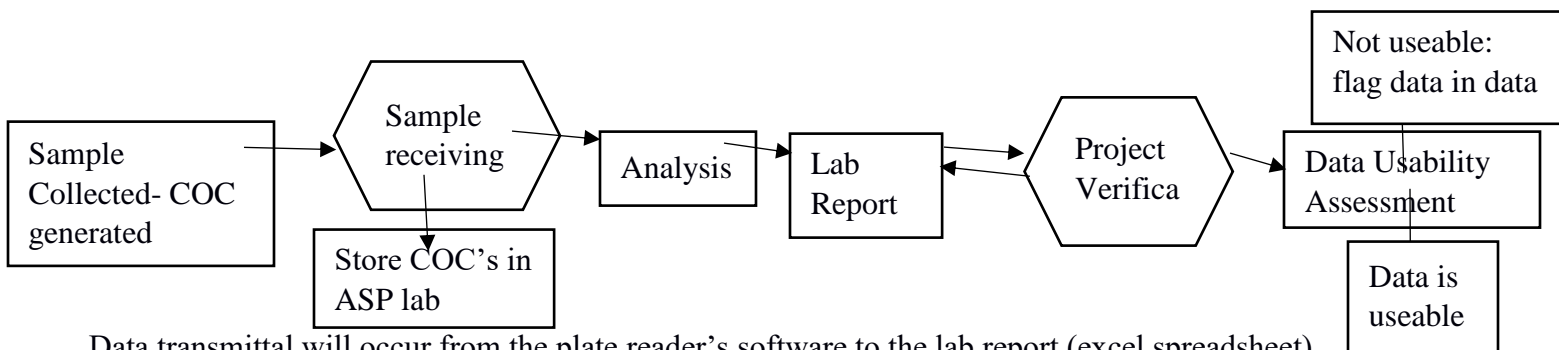 Sample
Collected- COC
generated
Sample
receiving
Store COC’s in
ASP lab
Analysis
Lab
Report
Project
Verifica
Not useable:
flag data in data
Data Usability
Assessment
Data is
useable
Data transmittal will occur from the plate reader’s software to the lab report (excel spreadsheet)